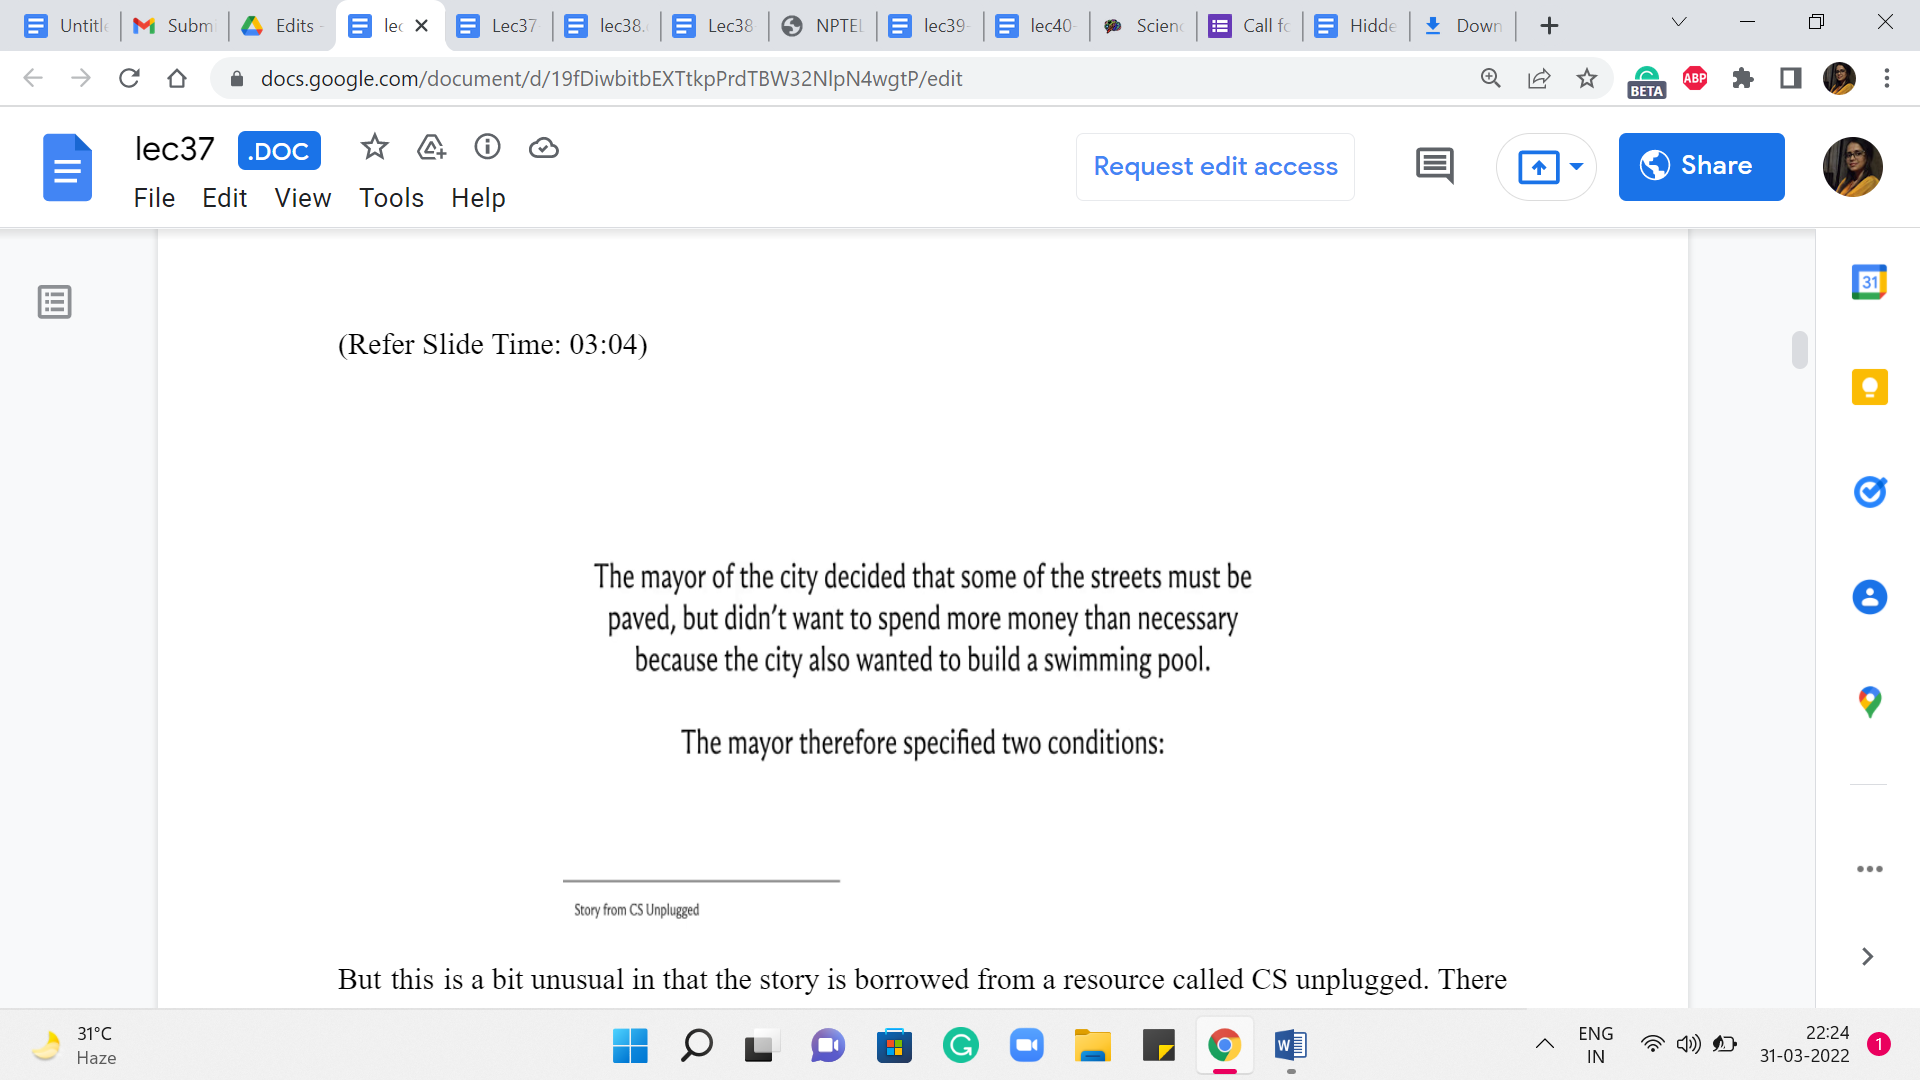 Untitl
Submi
Edits -
lec
Lec37-
lec38.
Lec38
NPTEL
lec39-
lec40-
Scienc
Call fo
Hidde
Down
docs.google.com/document/d/19fDiwbitbEXTtkpPrdTBW32NlpN4wgtP/edit
BETA
ABP
lec37
.DOC
File Edit View Tools Help
Request edit access
Share
31
(Refer Slide Time: 03:04)
The mayor of the city decided that some of the streets must be
paved, but didn't want to spend more money than necessary
because the city also wanted to build a swimming pool.
The mayor therefore specified two conditions:
Story from CS Unplugged
But this is a bit unusual in that the story is borrowed from a resource called CS unplugged. There
31°C
Haze
ENG
IN
22:24
31-03-2022
1